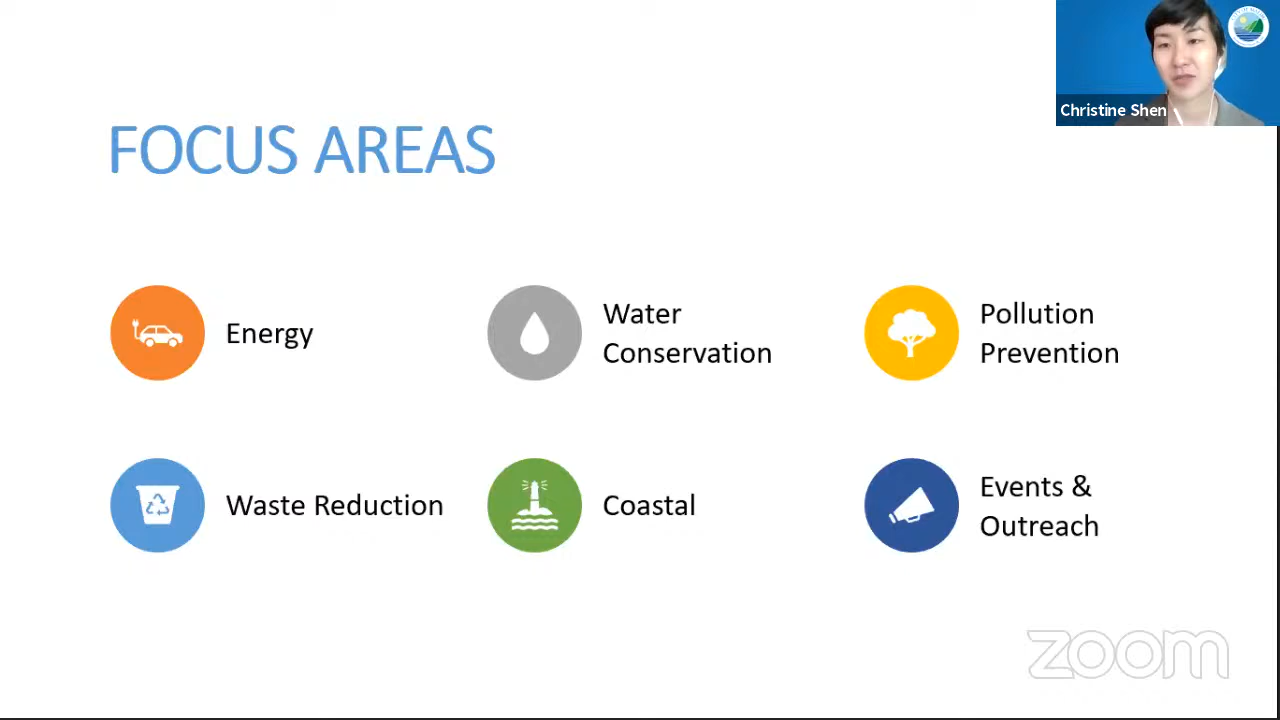 Christine Shen
FOCUS AREAS
Energy
Water
Conservation
Pollution
Prevention
Waste Reduction
Coastal
Events &
Outreach
zoom